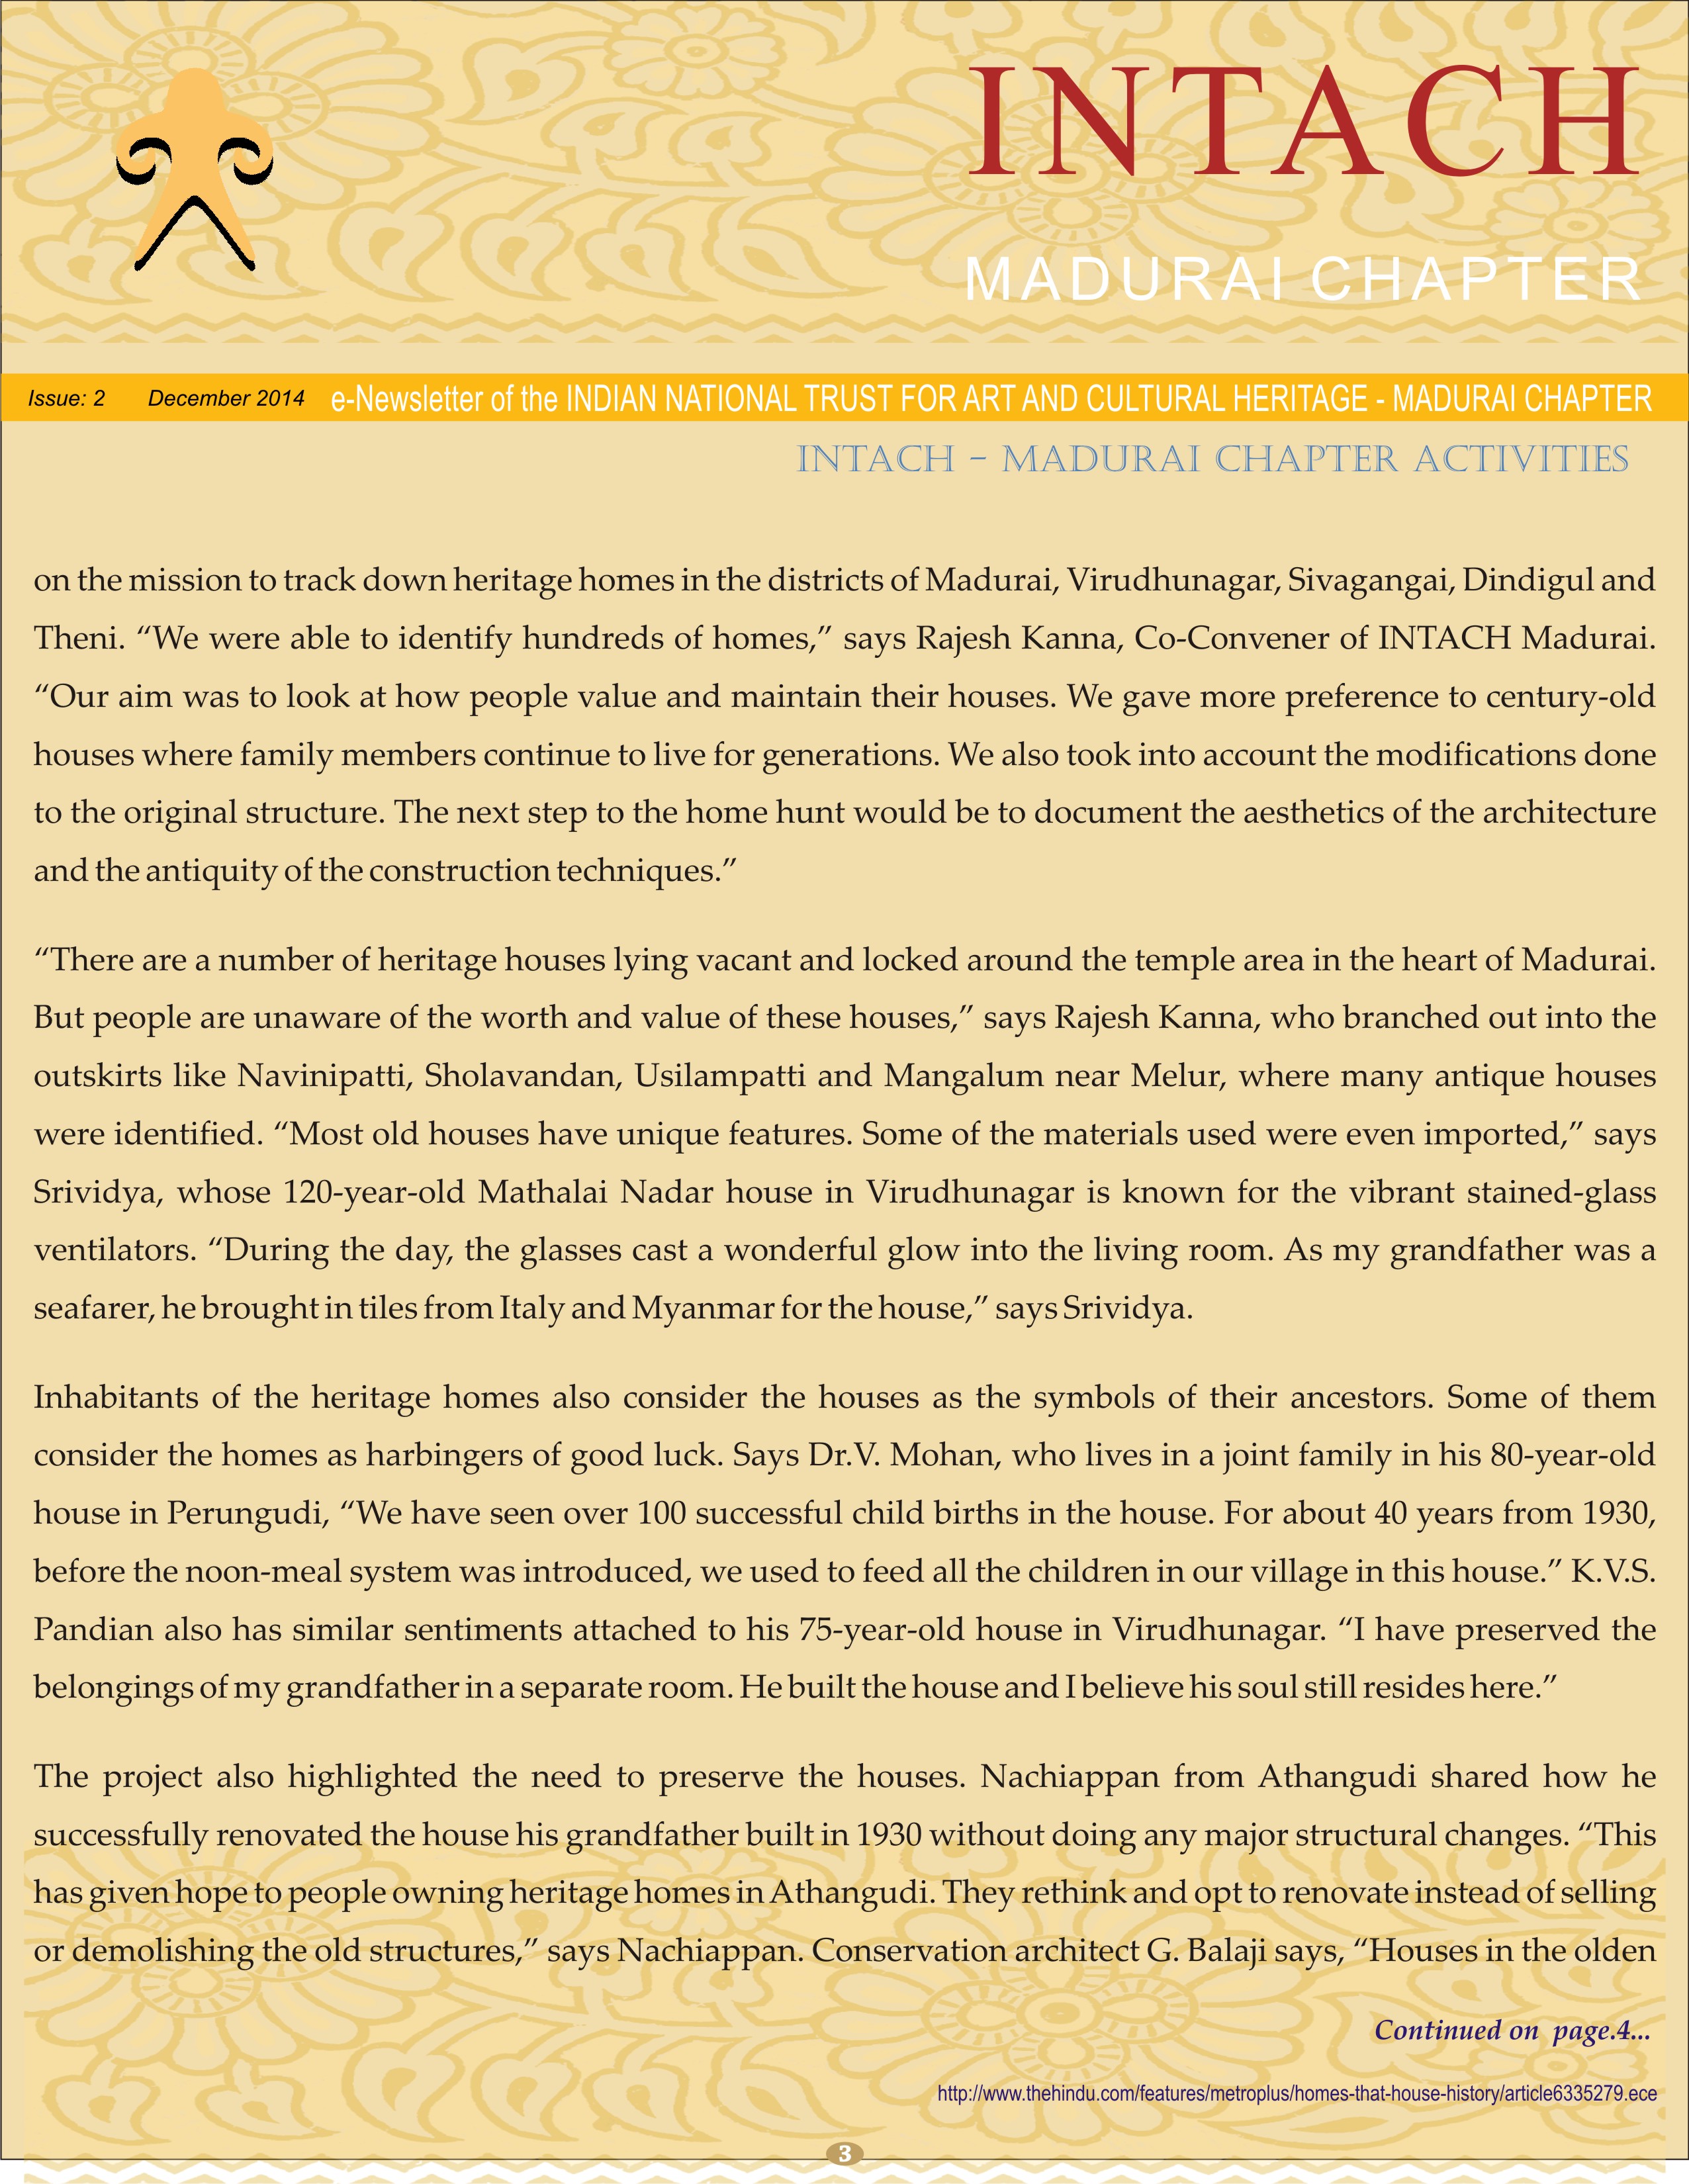 INTACH
MADURAI CHAPTER
Issue: 2 December 2014 e-Newsletter of the INDIAN NATIONAL TRUST FOR ART AND CULTURAL HERITAGE - MADURAI CHAPTER
INTACH - MADURAI CHAPTER ACTIVITIES
on the mission to track down heritage homes in the districts of Madurai, Virudhunagar, Sivagangai, Dindigul and
Theni. “We were able to identify hundreds of homes,” says Rajesh Kanna, Co-Convener of INTACH Madurai.
“Our aim was to look at how people value and maintain their houses. We gave more preference to century-old
houses where family members continue to live for generations. We also took into account the modifications done
to the original structure. The next step to the home hunt would be to document the aesthetics of the architecture
and the antiquity of the construction techniques.”
“There are a number of heritage houses lying vacant and locked around the temple area in the heart of Madurai.
But people are unaware of the worth and value of these houses,” says Rajesh Kanna, who branched out into the
outskirts like Navinipatti, Sholavandan, Usilampatti and Mangalum near Melur, where many antique houses
were identified. “Most old houses have unique features. Some of the materials used were even imported,” says
Srividya, whose 120-year-old Mathalai Nadar house in Virudhunagar is known for the vibrant stained-glass
ventilators. “During the day, the glasses cast a wonderful glow into the living room. As my grandfather was a
seafarer, he brought in tiles from Italy and Myanmar for the house,” says Srividya.
Inhabitants of the heritage homes also consider the houses as the symbols of their ancestors. Some of them
consider the homes as harbingers of good luck. Says Dr.V. Mohan, who lives in a joint family in his 80-year-old
house in Perungudi, “We have seen over 100 successful child births in the house. For about 40 years from 1930,
before the noon-meal system was introduced, we used to feed all the children in our village in this house.” K.V.S.
Pandian also has similar sentiments attached to his 75-year-old house in Virudhunagar. “I have preserved the
belongings of my grandfather in a separate room. He built the house and I believe his soul still resides here.”
The project also highlighted the need to preserve the houses. Nachiappan from Athangudi shared how he
successfully renovated the house his grandfather built in 1930 without doing any major structural changes. “This
has given hope to people owning heritage homes in Athangudi. They rethink and opt to renovate instead of selling
or demolishing the old structures,” says Nachiappan. Conservation architect G. Balaji says, “Houses in the olden
Continued on page.4...
http://www.thehindu.com/features/metroplus/homes-that-house-history/article6335279.ece
3